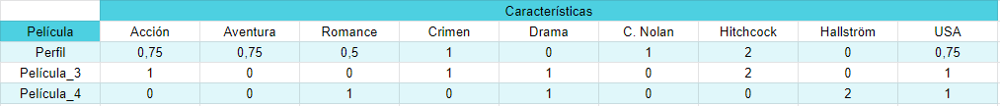 Características
Película Acción Aventura Romance Crimen Drama C. Nolan Hitchcock Hallström USA
Perfil 0,75 0,75 0,5 1 0 1 2 0 0,75
Película_3 1 0 0 1 1 0 2 0 1
Película_4 0 0 1 0 1 0 0 2 1